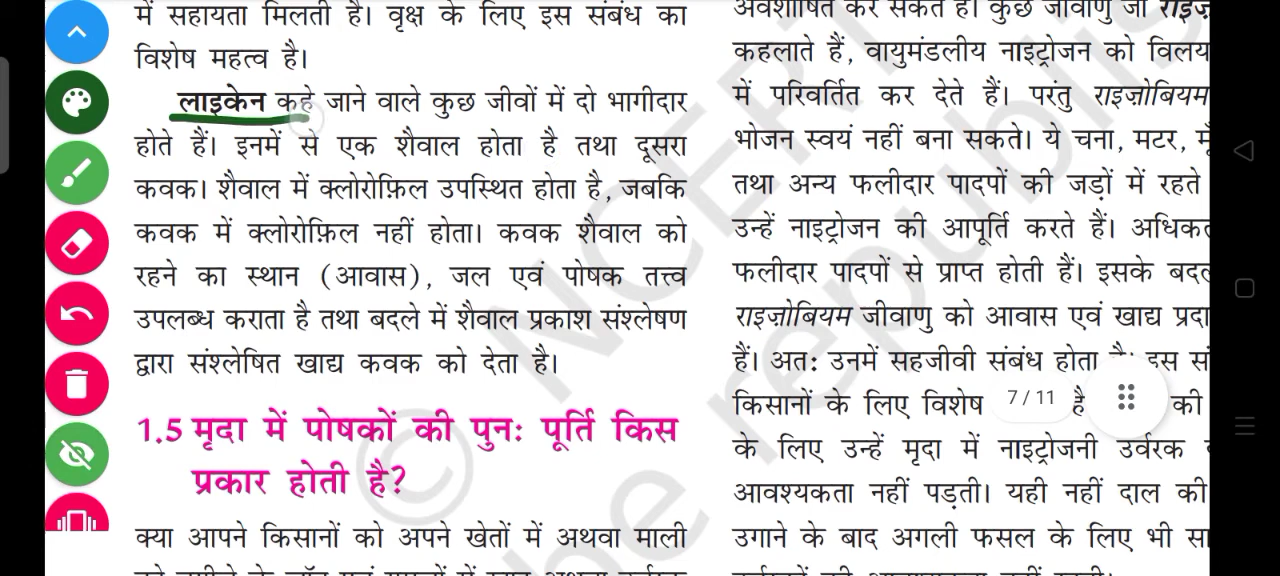 में सहायता मिलती है। वृक्ष के लिए इस संबंध का
विशेष महत्व है।
लाइकेन कहे जाने वाले कुछ जीवों में दो भागीदार
होते हैं। इनमें से एक शैवाल होता है तथा दूसरा
कवक। शैवाल में क्लोरोफ़िल उपस्थित होता है, जबकि
कवक में क्लोरोफ़िल नहीं होता। कवक शैवाल को
रहने का स्थान (आवास), जल एवं पोषक तत्त्व
उपलब्ध कराता है तथा बदले में शैवाल प्रकाश संश्लेषण
द्वारा संश्लेषित खाद्य कवक को देता है।
1.5 मृदा में पोषकों की पुनः पूर्ति किस
प्रकार होती है?
क्या आपने किसानों को अपने खेतों में अथवा माली
अवशोषित कर सकते हैं। कुछ जीवाणु जो
कहलाते हैं, वायुमंडलीय नाइट्रोजन को विलय
में परिवर्तित कर देते हैं। परंतु राइज़ोबियम
भोजन स्वयं नहीं बना सकते। ये चना, मटर,
तथा अन्य फलीदार पादपों की जड़ों में रहते
उन्हें नाइट्रोजन की आपूर्ति करते हैं।
फलीदार पादपों से प्राप्त होती हैं। इसके
राइज़ोबियम जीवाणु को आवास एवं खाद्य
हैं। अत: उनमें सहजीवी संबंध होता है। इस
किसानों के लिए विशेष है की
7 / 11
के लिए उन्हें मृदा में नाइट्रोजनी उर्वरक
आवश्यकता नहीं पड़ती। यही नहीं दाल की
उगाने के बाद अगली फसल के लिए भी
© NCERT
be republis